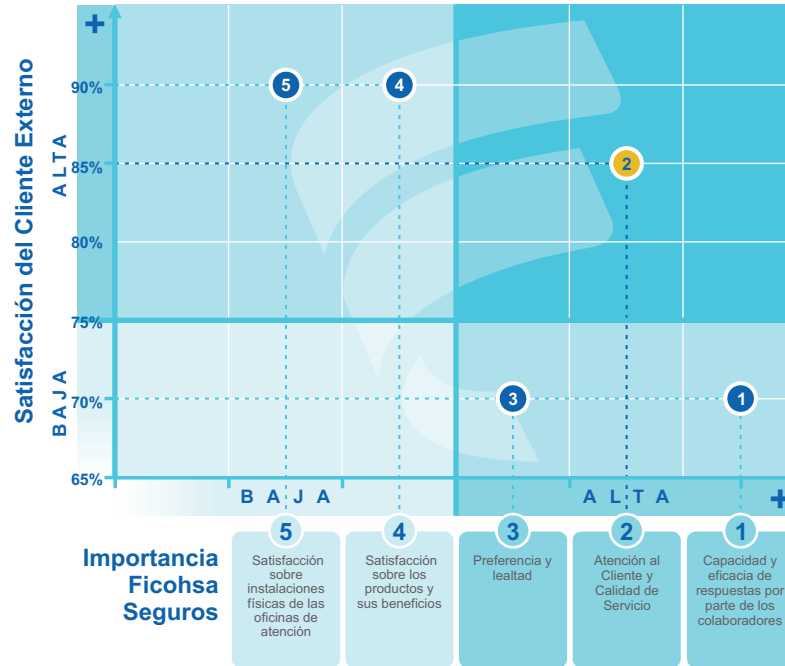 +
Satisfacción del Cliente Externo
ALTA
BAJA
90%
85%
80%
75%
70%
65%
5
4
2
3
1
BAJA
ALTA
+
Importancia
Ficohsa
Seguros
5
Satisfacción
sobre
instalaciones
físicas de las
oficinas de
atención
4
Satisfacción
sobre los
productos y
sus beneficios
3
Preferencia y
lealtad
2
Atención al
Cliente y
Calidad de
Servicio
1
Capacidad y
eficacia de
respuestas por
parte de los
colaboradores